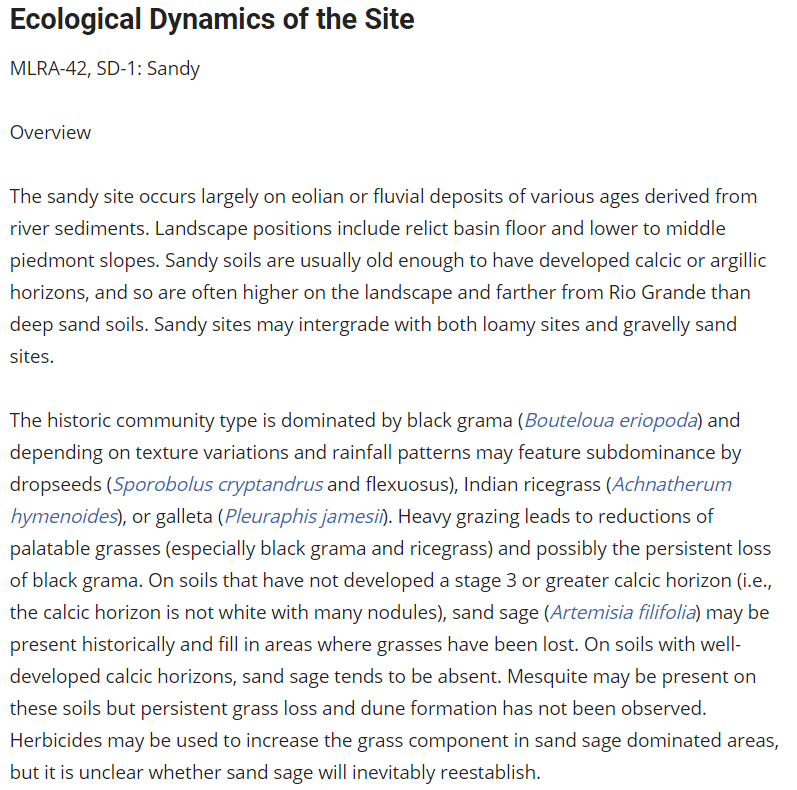 Ecological Dynamics of the Site
MLRA-42, SD-1: Sandy
Overview
The sandy site occurs largely on eolian or fluvial deposits of various ages derived from
river sediments. Landscape positions include relict basin floor and lower to middle
piedmont slopes. Sandy soils are usually old enough to have developed calcic or argillic
horizons, and so are often higher on the landscape and farther from Rio Grande than
deep sand soils. Sandy sites may intergrade with both loamy sites and gravelly sand
sites.
The historic community type is dominated by black grama (Bouteloua eriopoda) and
depending on texture variations and rainfall patterns may feature subdominance by
dropseeds (Sporobolus cryptandrus and flexuosus), Indian ricegrass (Achnatherum
hymenoides), or galleta (Pleuraphis jamesii). Heavy grazing leads to reductions of
palatable grasses (especially black grama and ricegrass) and possibly the persistent loss
of black grama. On soils that have not developed a stage 3 or greater calcic horizon (i.e.,
the calcic horizon is not white with many nodules), sand sage (Artemisia filifolia) may be
present historically and fill in areas where grasses have been lost. On soils with well-
developed calcic horizons, sand sage tends to be absent. Mesquite may be present on
these soils but persistent grass loss and dune formation has not been observed.
Herbicides may be used to increase the grass component in sand sage dominated areas,
but it is unclear whether sand sage will inevitably reestablish.